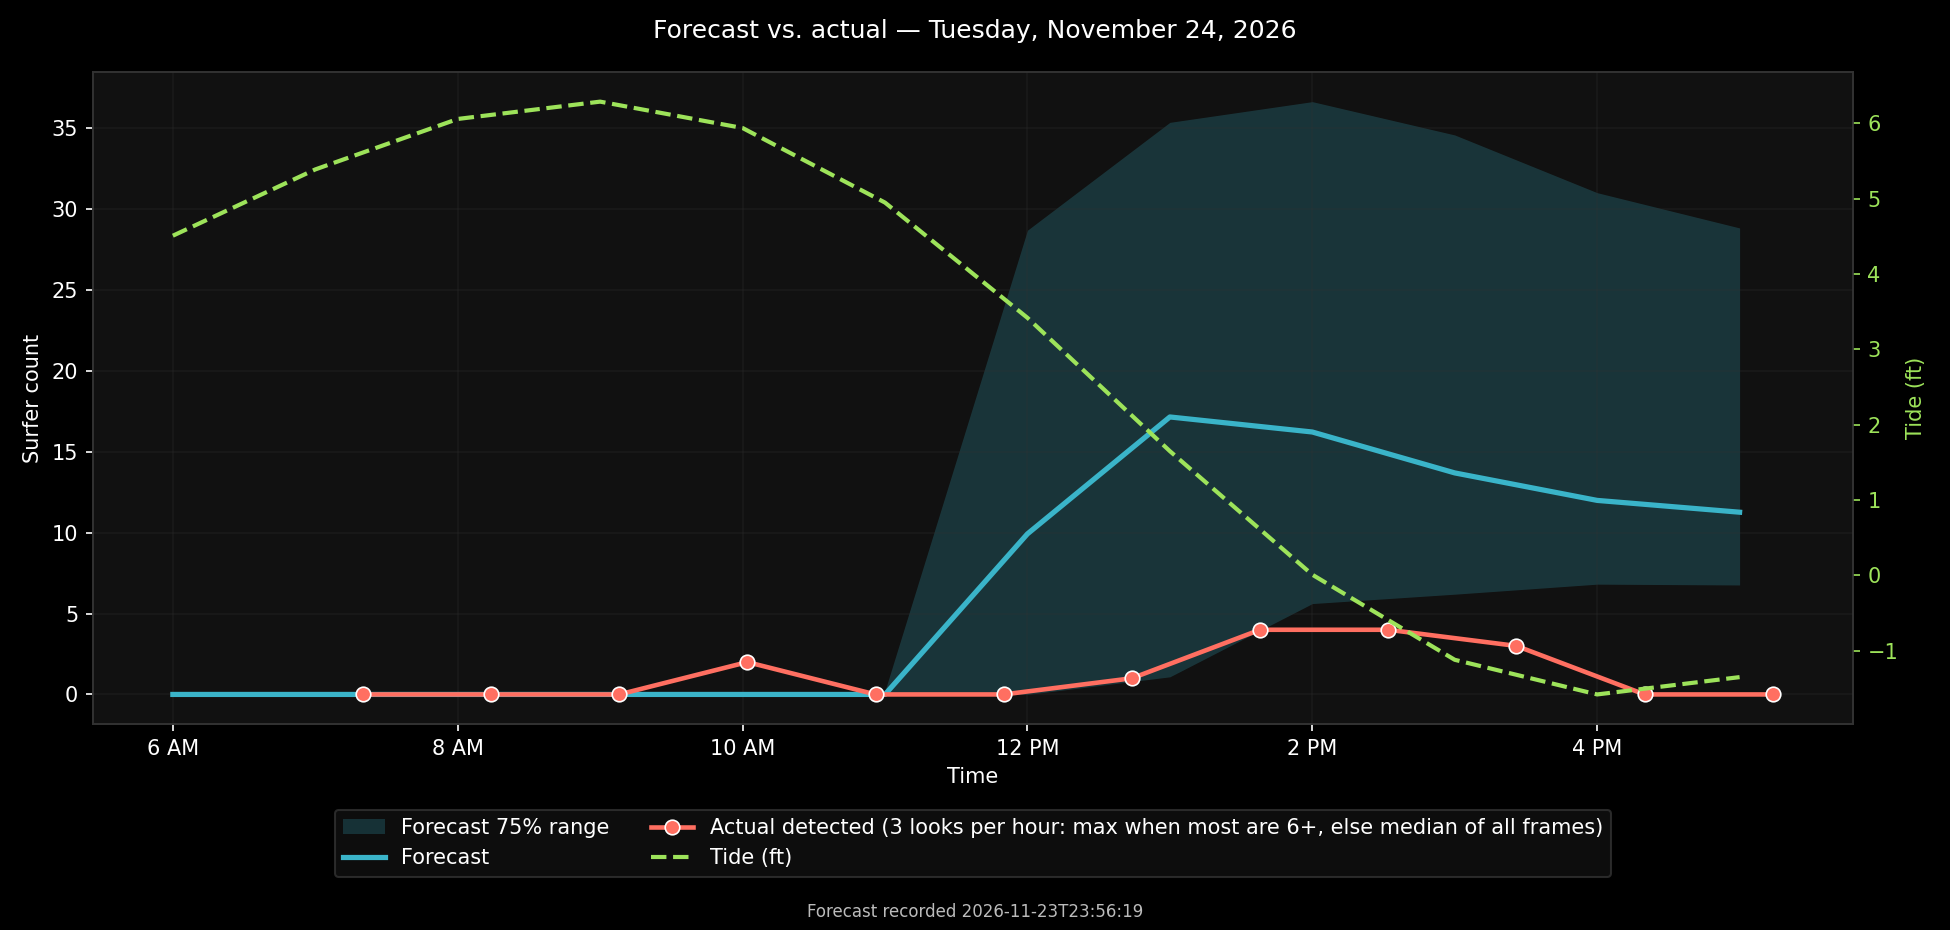 Forecast vs. actual — Tuesday, November 24, 2026
Surfer count
35
30
25
20
15
10
5
0
6
5
4
3
2
1
0
−1
Tide (ft)
6 AM
8 AM
10 AM
12 PM
2 PM
4 PM
Time
Forecast 75% range
Forecast
Actual detected (3 looks per hour: max when most are 6+, else median of all frames)
Tide (ft)
Forecast recorded 2026-11-23T23:56:19